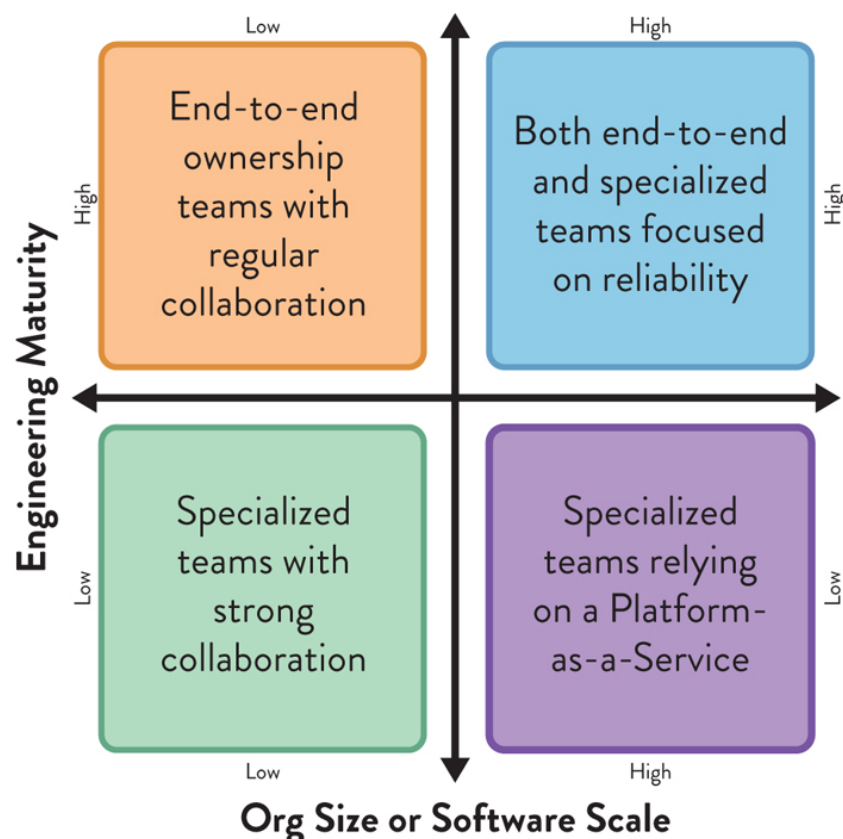 Low
High
End-to-end
ownership
teams with
regular
collaboration
Both end-to-end
and specialized
teams focused
on reliability
High
High
Engineering Maturity
Specialized
teams with
strong
collaboration
Specialized
teams relying
on a Platform-
as-a-Service
Low
Low
Low
High
Org Size or Software Scale